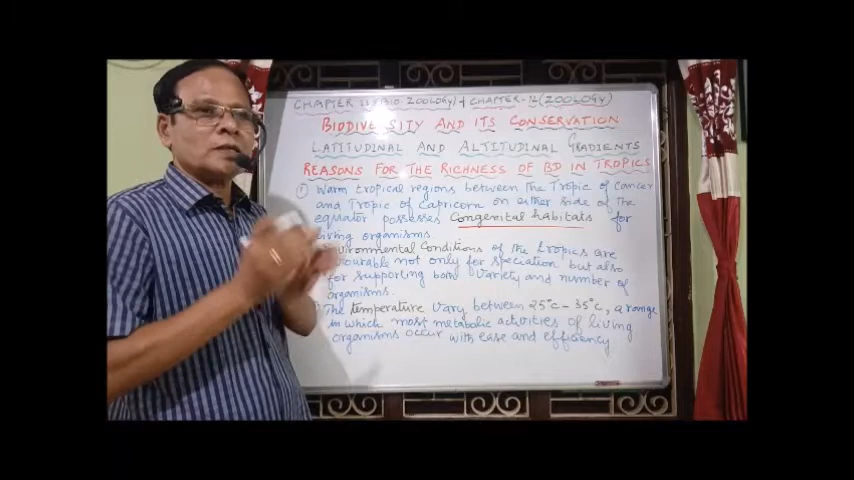 CHAPTER-13 (BIO.ZOOLOGY) & CHAPTER-12 (ZOOLOGY)
BIODIVERSITY AND ITS CONSERVATION
LATITUDINAL AND ALTITUDINAL GRADIENTS
REASONS FOR THE RICHNESS OF BD IN TROPICS
① Warm tropical regions between the Tropic of Cancer
and Tropic of Capricorn on either side of the
equator possesses Congenital habitats for
living organisms.
Environmental Conditions of the tropics are
favourable not only for speciation but also
for supporting both variety and number of
organisms.
The temperature vary between 25°c - 35°c, a range
in which most metabolic activities of living
organisms occur with ease and efficiency